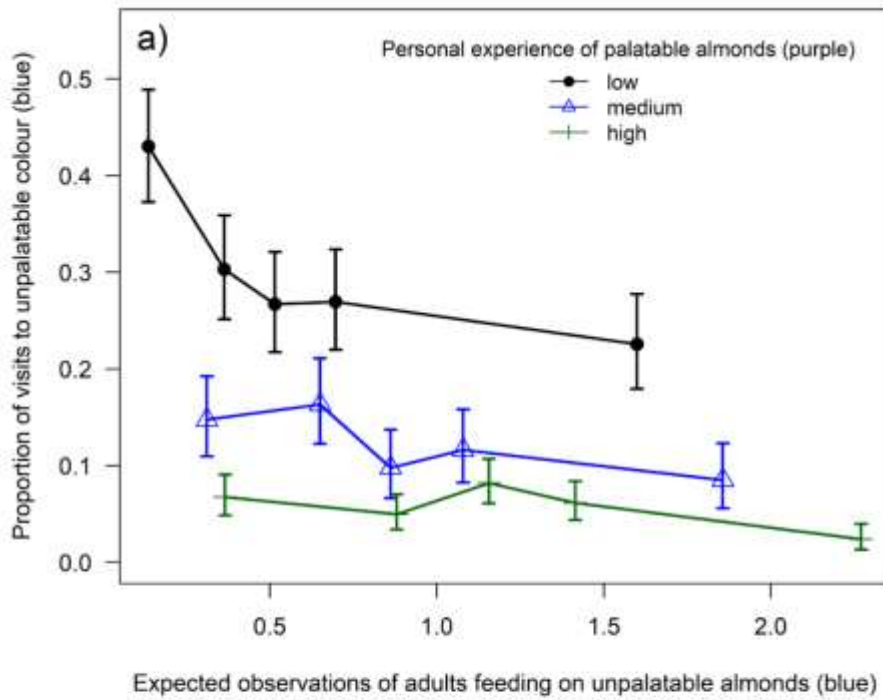 a)
Personal experience of palatable almonds (purple)
low
medium
high
Proportion of visits to unpalatable colour (blue)
0.5
0.4
0.3
0.2
0.1
0.0
0.5 1.0 1.5 2.0
Expected observations of adults feeding on unpalatable almonds (blue)